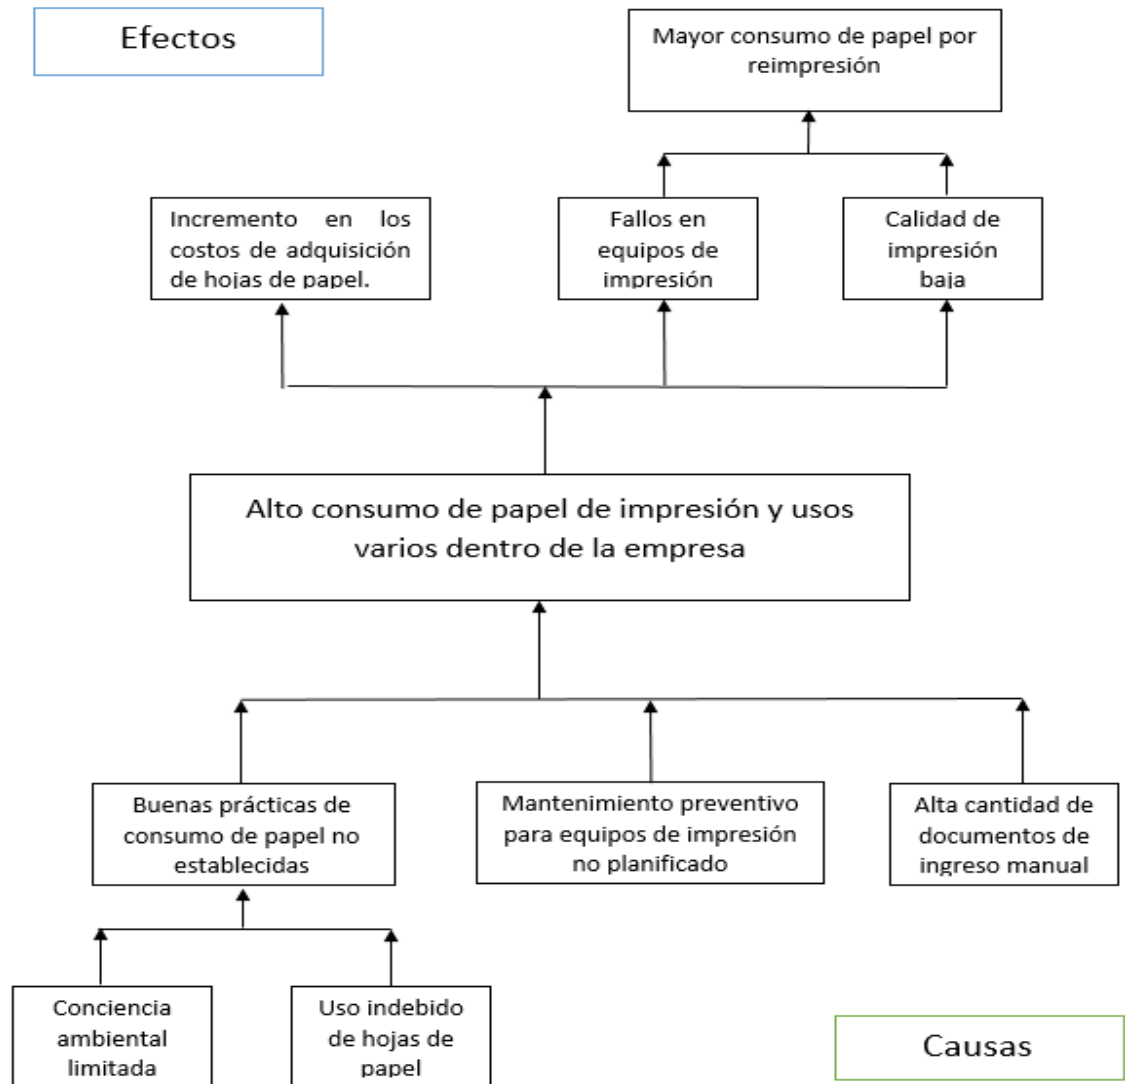 Efectos
Mayor consumo de papel por
reimpresión
Incremento en los
costos de adquisición
de hojas de papel.
Fallos en
equipos de
impresión
Calidad de
impresión
baja
Alto consumo de papel de impresión y usos
varios dentro de la empresa
Buenas prácticas de
consumo de papel no
establecidas
Mantenimiento preventivo
para equipos de impresión
no planificado
Alta cantidad de
documentos de
ingreso manual
Conciencia
ambiental
limitada
Uso indebido
de hojas de
papel
Causas